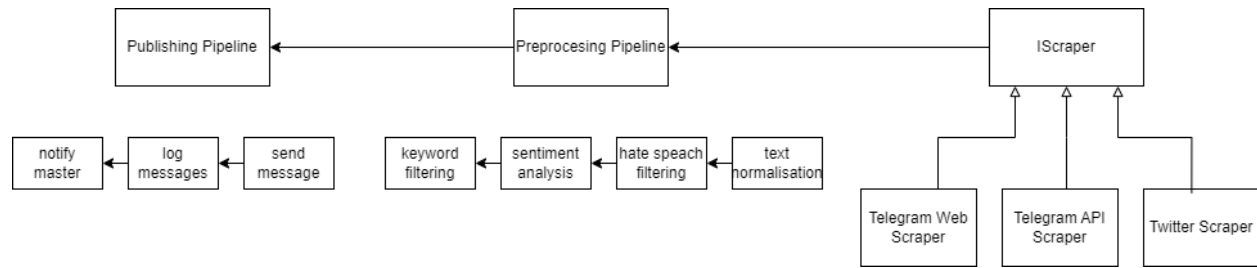 Publishing Pipeline
Preprocesing Pipeline
IScraper
notify
master
log
messages
send
message
keyword
filtering
sentiment
analysis
hate speach
filtering
text
normalisation
Telegram Web
Scraper
Telegram API
Scraper
Twitter Scraper